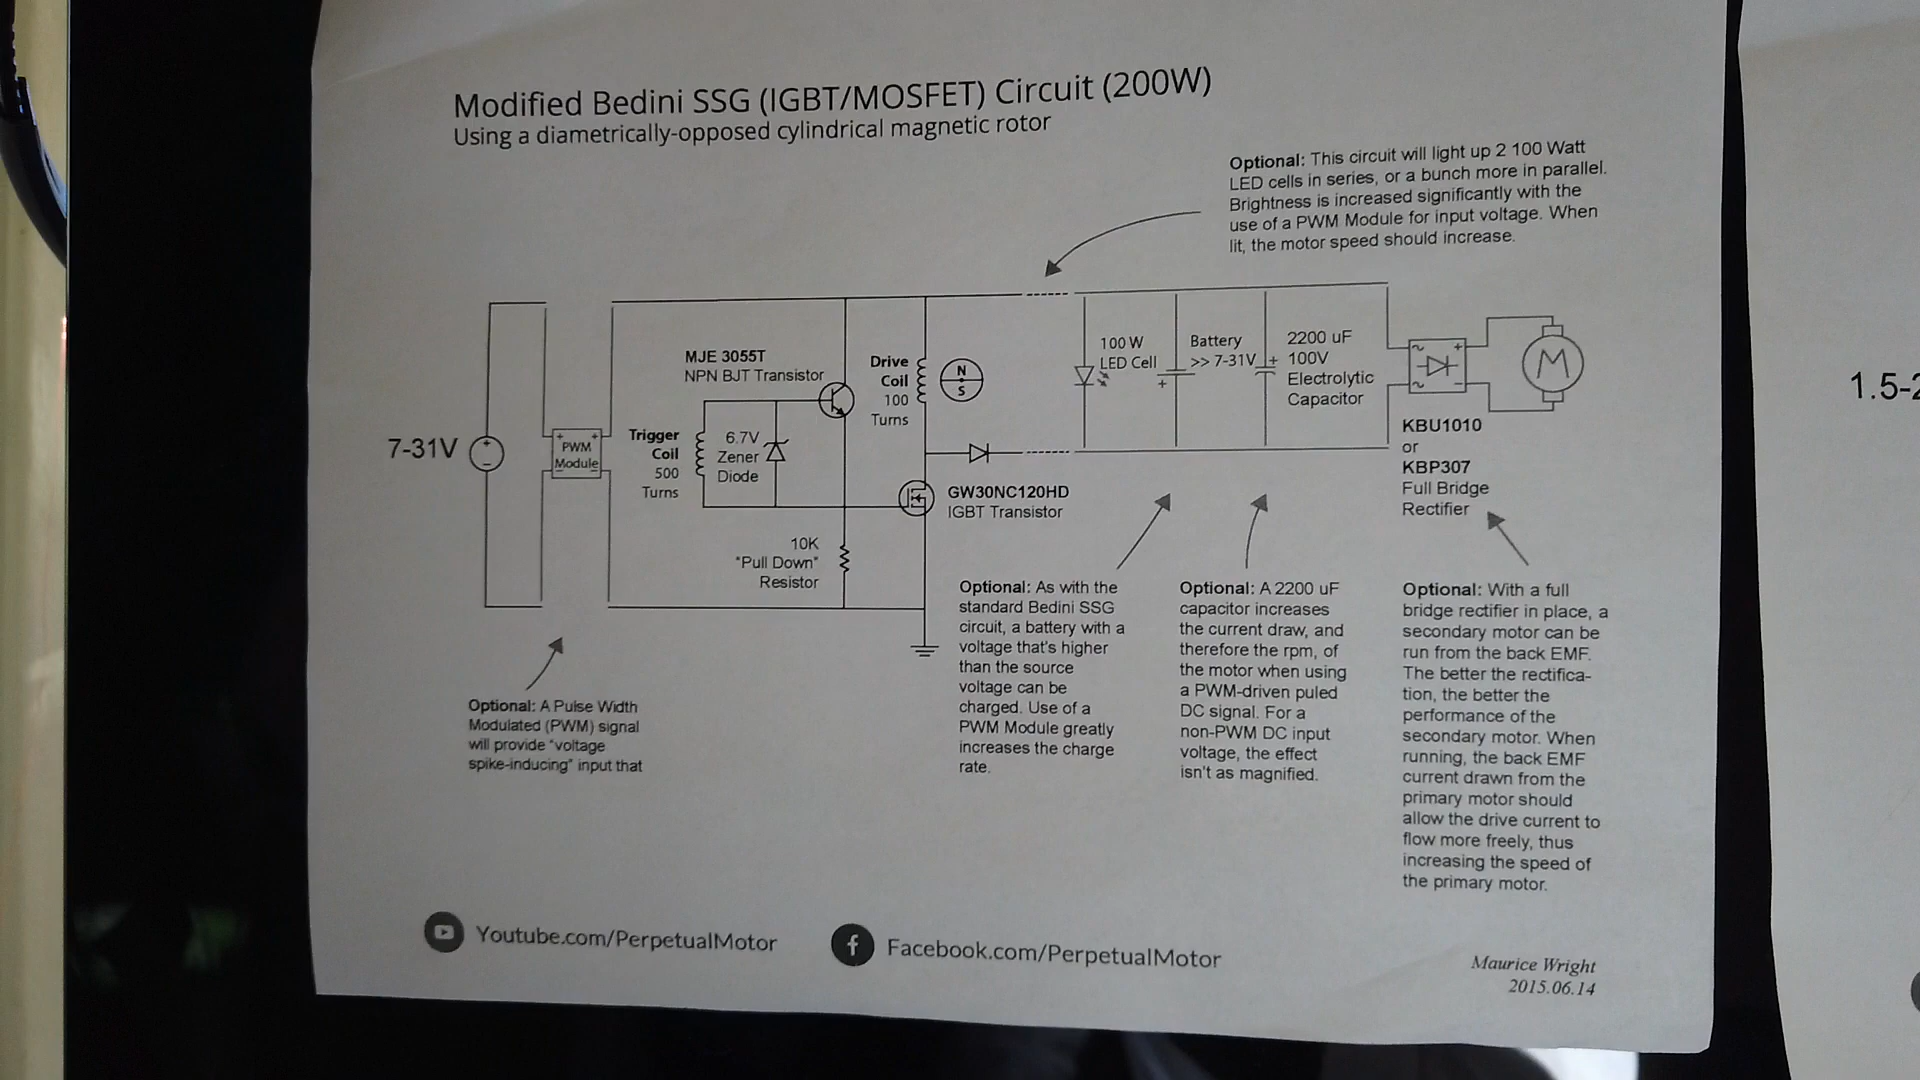 Modified Bedini SSG (IGBT/MOSFET) Circuit (200W)
Using a diametrically-opposed cylindrical magnetic rotor
Optional: This circuit will light up 2 100 Watt
LED cells in series, or a bunch more in parallel.
Brightness is increased significantly with the
use of a PWM Module for input voltage. When
lit, the motor speed should increase.
7-31V
+ −
+ +
PWM
Module
− −
MJE 3055T
NPN BJT Transistor
Trigger
Coil
500
Turns
6.7V
Zener
Diode
Drive
Coil
100
Turns
N
S
GW30NC120HD
IGBT Transistor
10K
"Pull Down"
Resistor
100 W
LED Cell
Battery
>> 7-31V
+
+
2200 uF
100V
Electrolytic
Capacitor
~ +
~ −
M
KBU1010
or
KBP307
Full Bridge
Rectifier
Optional: A Pulse Width
Modulated (PWM) signal
will provide "voltage
spike-inducing" input that
Optional: As with the
standard Bedini SSG
circuit, a battery with a
voltage that's higher
than the source
voltage can be
charged. Use of a
PWM Module greatly
increases the charge
rate.
Optional: A 2200 uF
capacitor increases
the current draw, and
therefore the rpm, of
the motor when using
a PWM-driven puled
DC signal. For a
non-PWM DC input
voltage, the effect
isn't as magnified.
Optional: With a full
bridge rectifier in place, a
secondary motor can be
run from the back EMF.
The better the rectifica-
tion, the better the
performance of the
secondary motor. When
running, the back EMF
current drawn from the
primary motor should
allow the drive current to
flow more freely, thus
increasing the speed of
the primary motor.
Youtube.com/PerpetualMotor
f Facebook.com/PerpetualMotor
Maurice Wright
2015.06.14
1.5-2